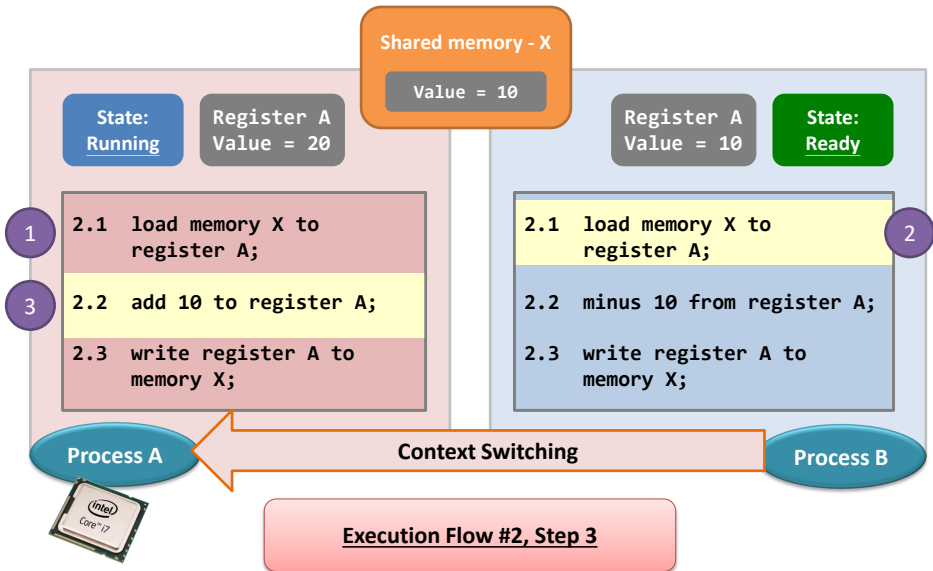 Shared memory - X
Value = 10
State:
Running
Register A
Value = 20
Register A
Value = 10
State:
Ready
1
2.1 load memory X to
register A;
3
2.2 add 10 to register A;
2.3 write register A to
memory X;
2.1 load memory X to
register A;
2
2.2 minus 10 from register A;
2.3 write register A to
memory X;
Process A
Context Switching
Process B
intel
Core™ i7
Execution Flow #2, Step 3